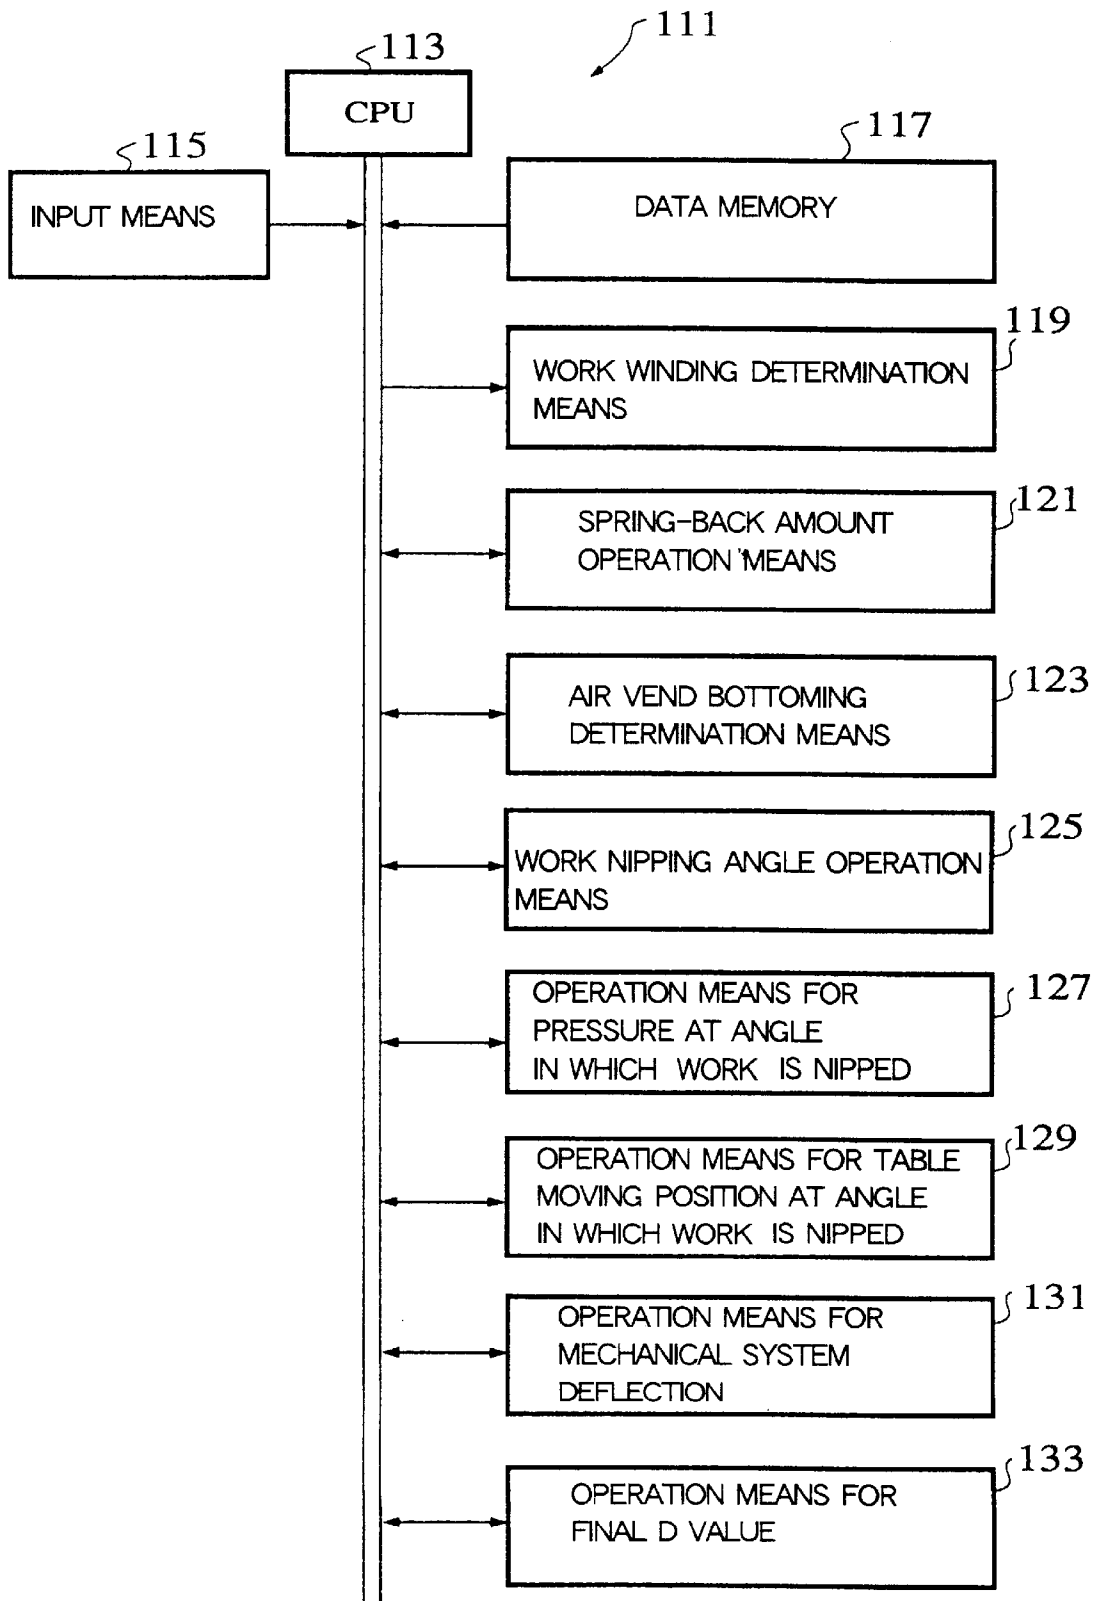 111
113
CPU
115
INPUT MEANS
117
DATA MEMORY
119
WORK WINDING DETERMINATION
MEANS
121
SPRING-BACK AMOUNT
OPERATION MEANS
123
AIR VEND BOTTOMING
DETERMINATION MEANS
125
WORK NIPPING ANGLE OPERATION
MEANS
127
OPERATION MEANS FOR
PRESSURE AT ANGLE
IN WHICH WORK IS NIPPED
129
OPERATION MEANS FOR TABLE
MOVING POSITION AT ANGLE
IN WHICH WORK IS NIPPED
131
OPERATION MEANS FOR
MECHANICAL SYSTEM
DEFLECTION
133
OPERATION MEANS FOR
FINAL D VALUE